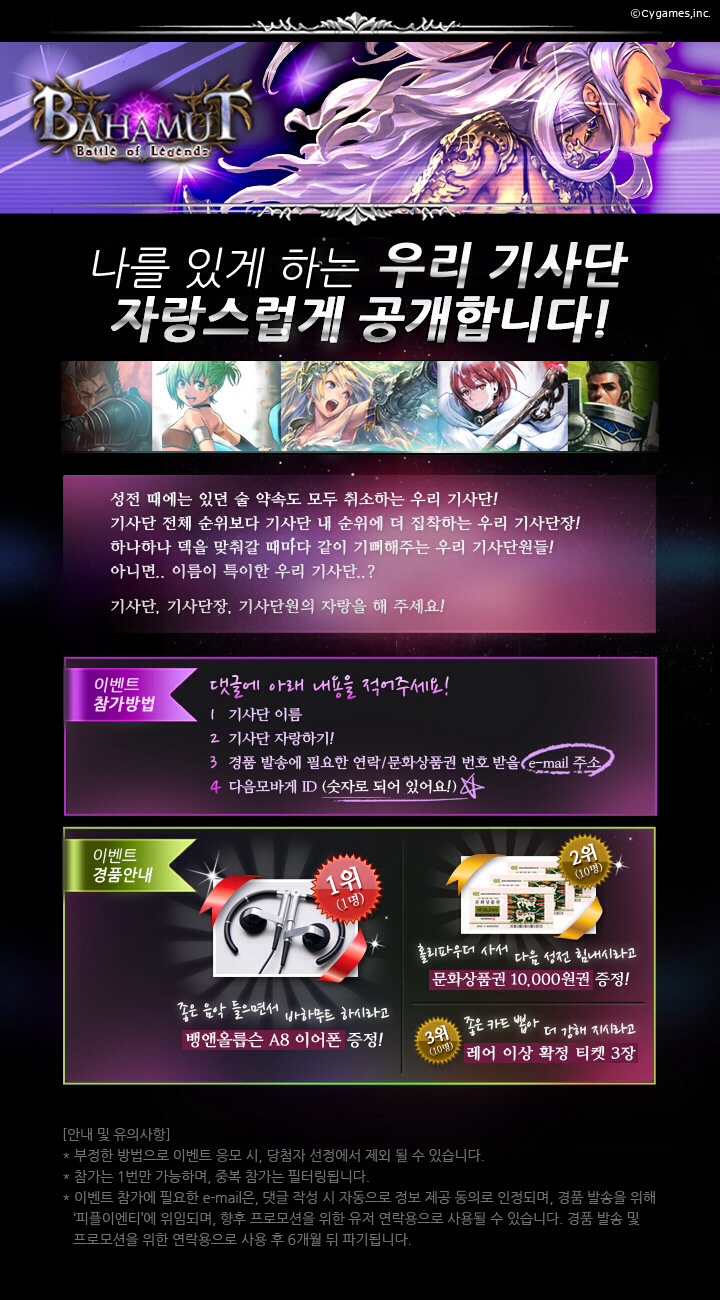 ©Cygames,inc.
BAHAMUT
Battle of Legends
나를 있게 하는 우리 기사단
자랑스럽게 공개합니다!
성전 때에는 있던 술 약속도 모두 취소하는 우리 기사단!
기사단 전체 순위보다 기사단 내 순위에 더 집착하는 우리 기사단장!
하나하나 덱을 맞춰갈 때마다 같이 기뻐해주는 우리 기사단원들!
아니면.. 이름이 특이한 우리 기사단..?
기사단, 기사단장, 기사단원의 자랑을 해 주세요!
이벤트
참가방법
댓글에 아래 내용을 적어주세요!
1 기사단 이름
2 기사단 자랑하기!
3 경품 발송에 필요한 연락/문화상품권 번호 받을 e-mail 주소
4 다음모바게 ID (숫자로 되어 있어요!)
이벤트
경품안내
1위
(1명)
좋은 음악 들으면서 바하무트 하시라고
뱅앤올룹슨 A8 이어폰 증정!
2위
(10명)
문화상품권
홀리파우더 사서 다음 성전 힘내시라고
문화상품권 10,000원권 증정!
3위
(10명)
좋은 카드 뽑아 더 강해 지시라고
레어 이상 확정 티켓 3장
[안내 및 유의사항]
* 부정한 방법으로 이벤트 응모 시, 당첨자 선정에서 제외 될 수 있습니다.
* 참가는 1번만 가능하며, 중복 참가는 필터링됩니다.
* 이벤트 참가에 필요한 e-mail은, 댓글 작성 시 자동으로 정보 제공 동의로 인정되며, 경품 발송을 위해
‘피플이엔티’에 위임되며, 향후 프로모션을 위한 유저 연락용으로 사용될 수 있습니다. 경품 발송 및
프로모션을 위한 연락용으로 사용 후 6개월 뒤 파기됩니다.